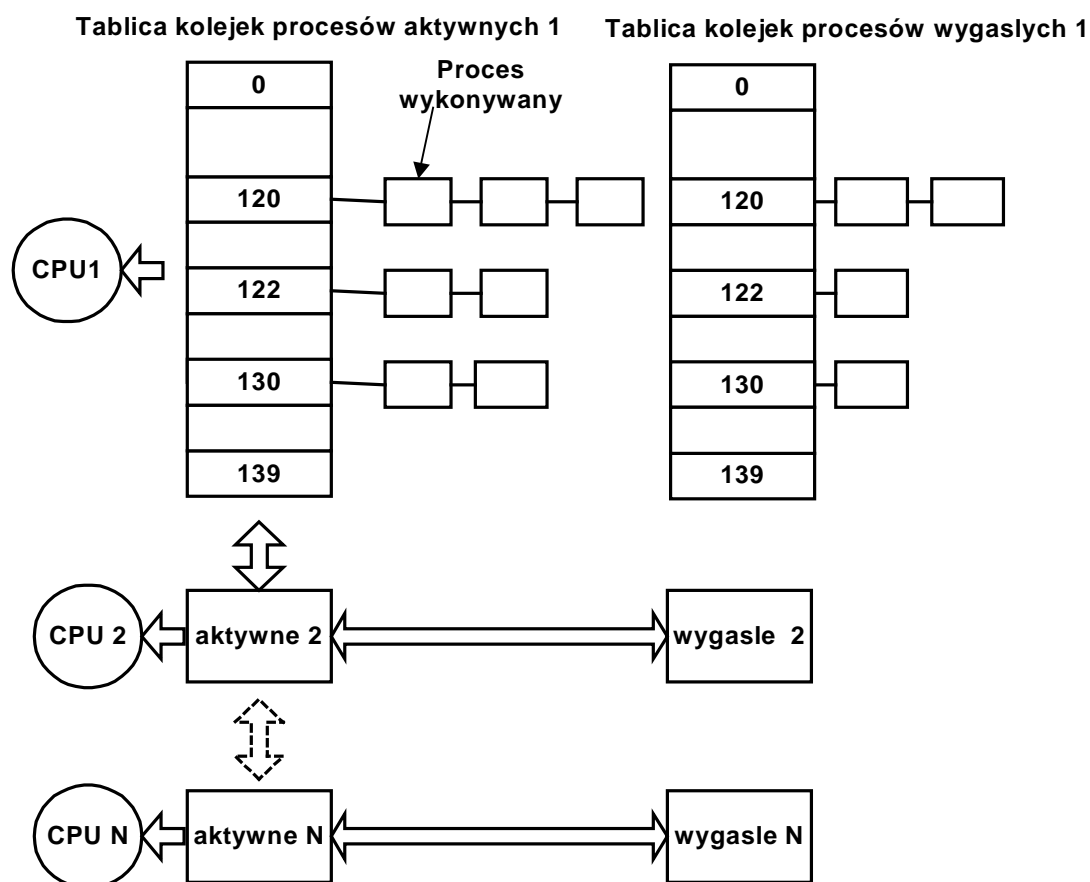 Tablica kolejek procesów aktywnych 1
Tablica kolejek procesów wygaslych 1
Proces
wykonywany
0
120
122
130
139
0
120
122
130
139
CPU1
CPU 2
aktywne 2
wygasle 2
CPU N
aktywne N
wygasle N